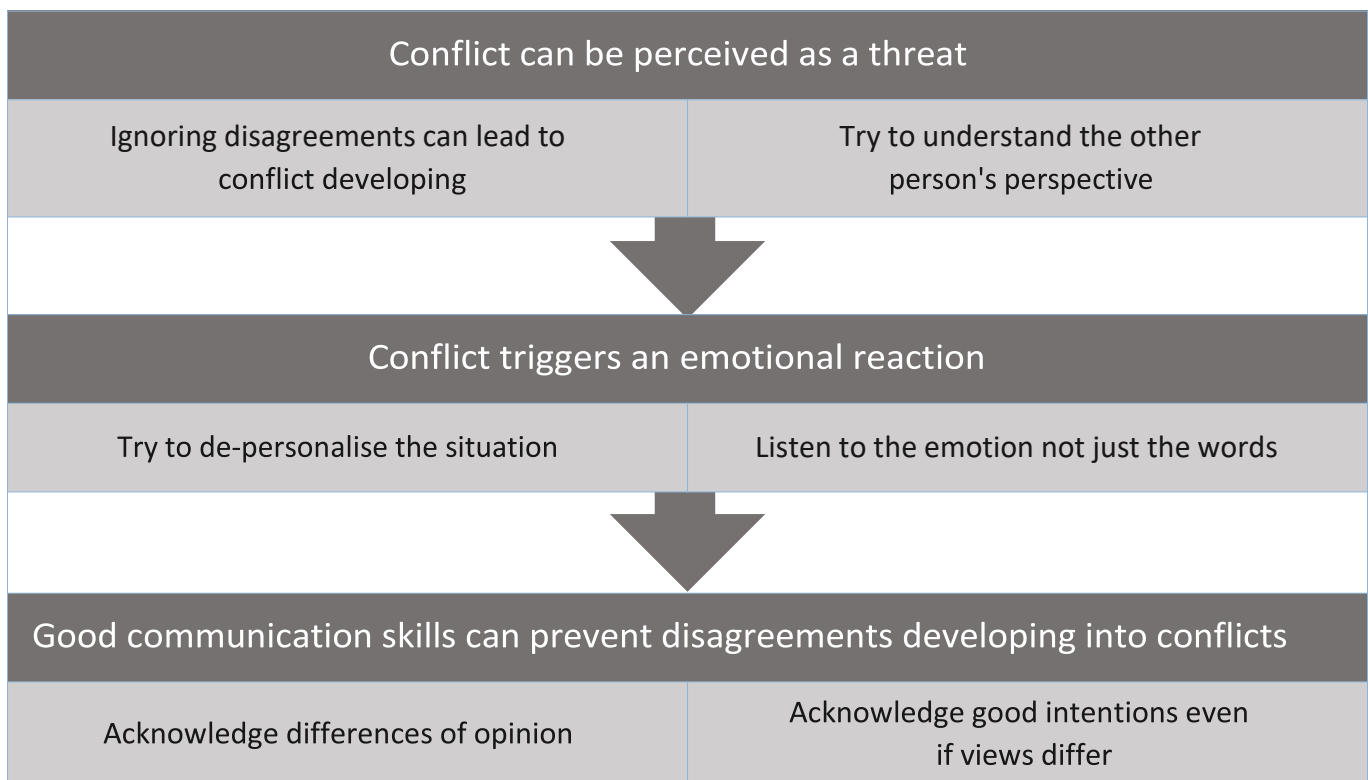 Conflict can be perceived as a threat
Ignoring disagreements can lead to
conflict developing
Try to understand the other
person's perspective
Conflict triggers an emotional reaction
Try to de-personalise the situation
Listen to the emotion not just the words
Good communication skills can prevent disagreements developing into conflicts
Acknowledge differences of opinion
Acknowledge good intentions even
if views differ